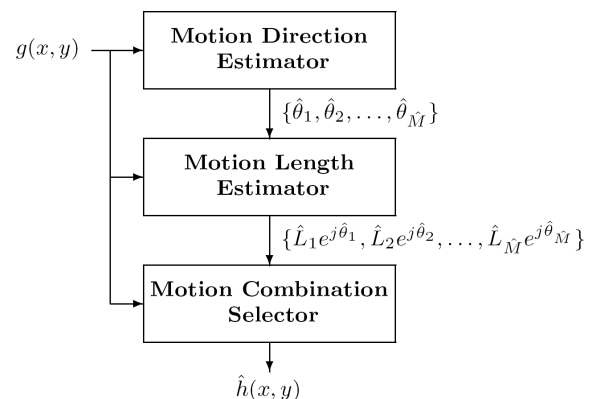 g(x, y)
Motion Direction
Estimator
{θ̂₁, θ̂₂, . . . , θ̂_M̂}
Motion Length
Estimator
{L̂₁e^{jθ̂₁}, L̂₂e^{jθ̂₂}, . . . , L̂_M̂e^{jθ̂_M̂}}
Motion Combination
Selector
ĥ(x, y)